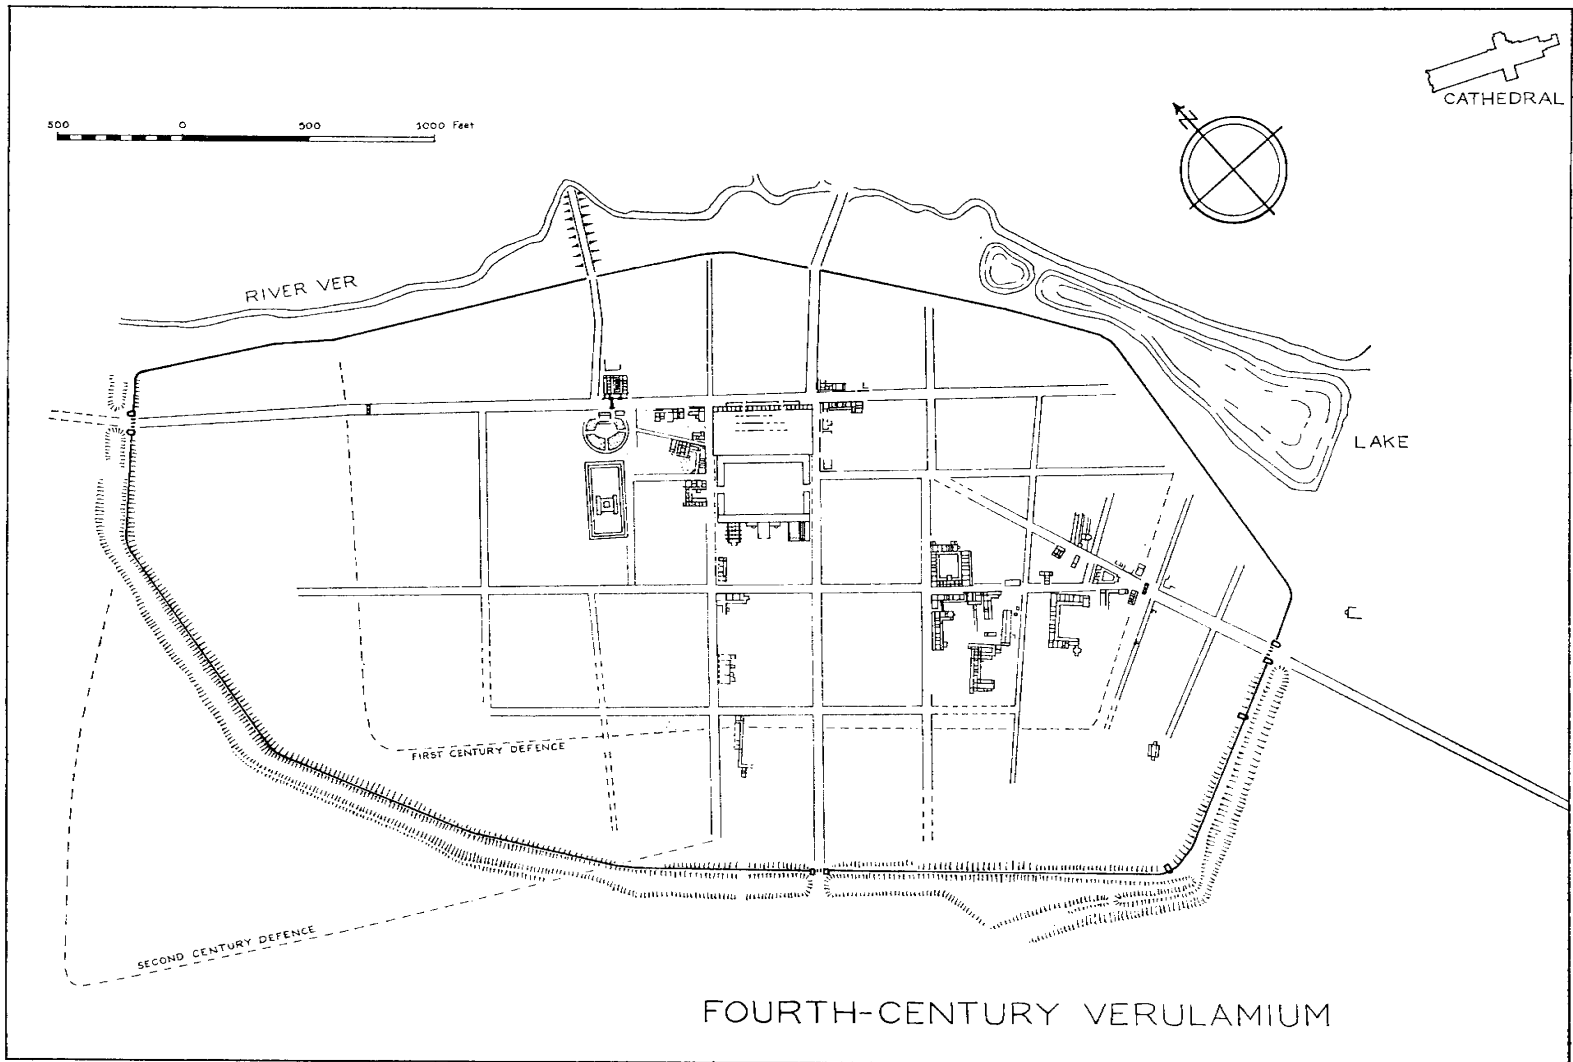 CATHEDRAL
500 0 500 1000 Feet
N
RIVER VER
LAKE
FIRST CENTURY DEFENCE
SECOND CENTURY DEFENCE
FOURTH-CENTURY VERULAMIUM